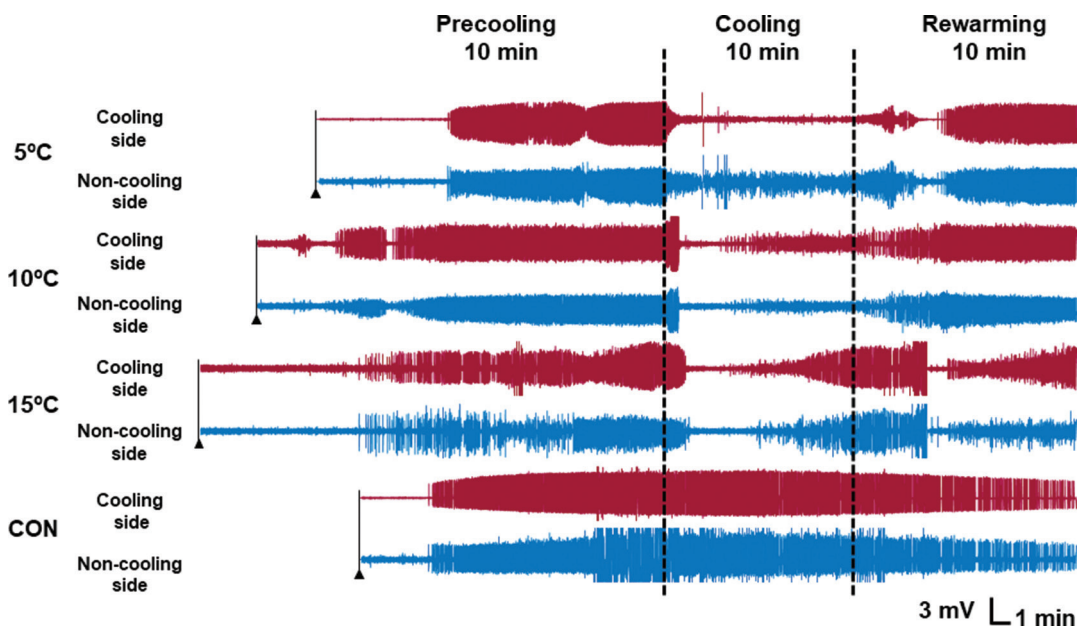 Precooling
10 min
Cooling
10 min
Rewarming
10 min
5ºC
Cooling
side
Non-cooling
side
10ºC
Cooling
side
Non-cooling
side
15ºC
Cooling
side
Non-cooling
side
CON
Cooling
side
Non-cooling
side
3 mV
1 min